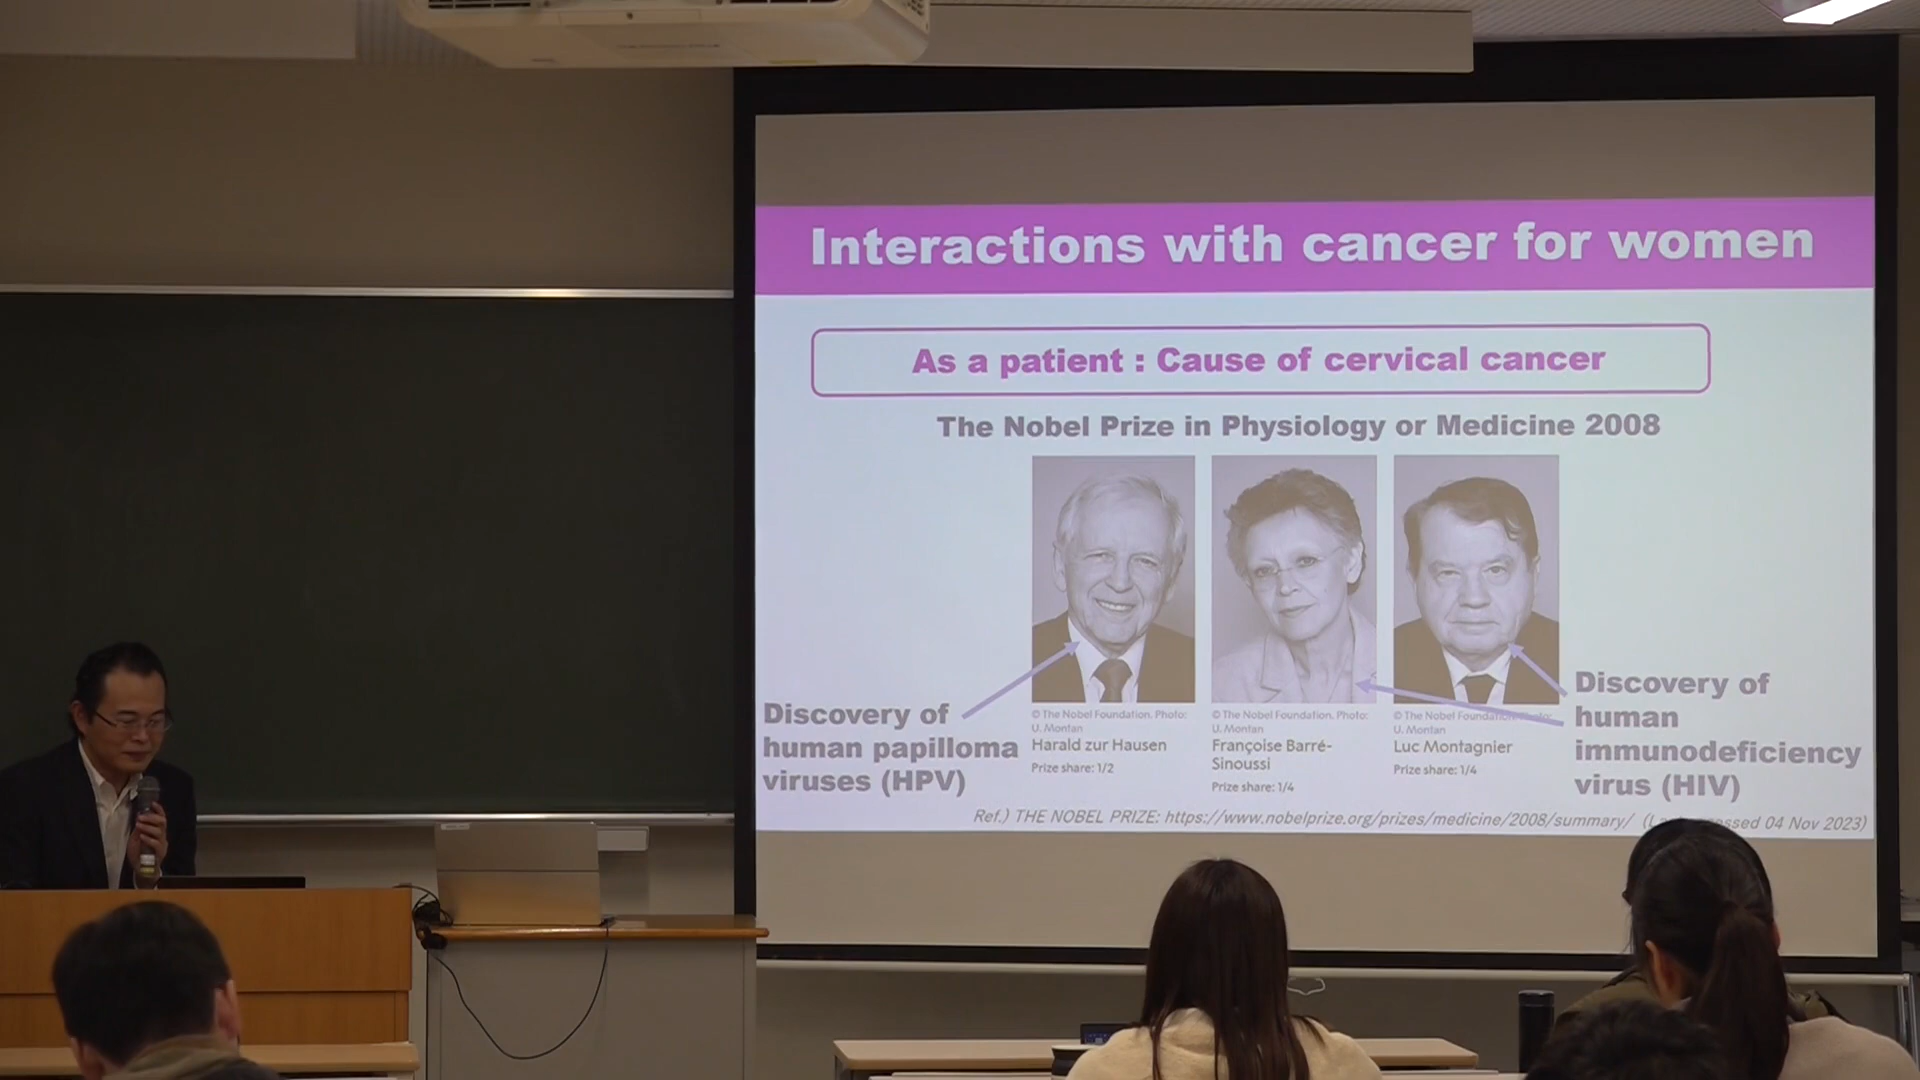 Interactions with cancer for women
As a patient : Cause of cervical cancer
The Nobel Prize in Physiology or Medicine 2008
Discovery of
human papilloma
viruses (HPV)
© The Nobel Foundation. Photo:
U. Montan
Harald zur Hausen
Prize share: 1/2
© The Nobel Foundation. Photo:
U. Montan
Françoise Barré-
Sinoussi
Prize share: 1/4
© The Nobel Foundation. Photo:
U. Montan
Luc Montagnier
Prize share: 1/4
Discovery of
human
immunodeficiency
virus (HIV)
Ref.) THE NOBEL PRIZE: https://www.nobelprize.org/prizes/medicine/2008/summary/ 04 Nov 2023)